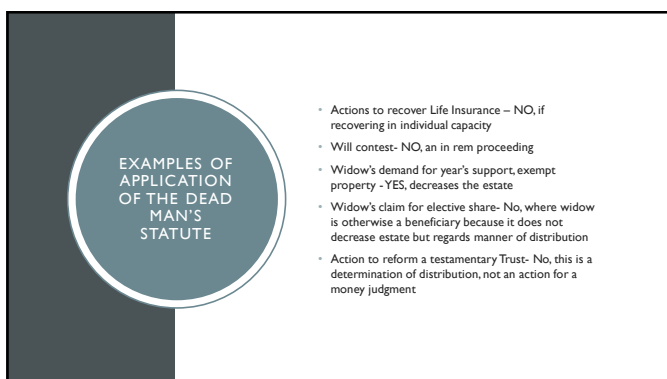 EXAMPLES OF
APPLICATION
OF THE DEAD
MAN'S
STATUTE
• Actions to recover Life Insurance – NO, if
recovering in individual capacity
• Will contest- NO, an in rem proceeding
• Widow's demand for year's support, exempt
property - YES, decreases the estate
• Widow's claim for elective share- No, where widow
is otherwise a beneficiary because it does not
decrease estate but regards manner of distribution
• Action to reform a testamentary Trust- No, this is a
determination of distribution, not an action for a
money judgment